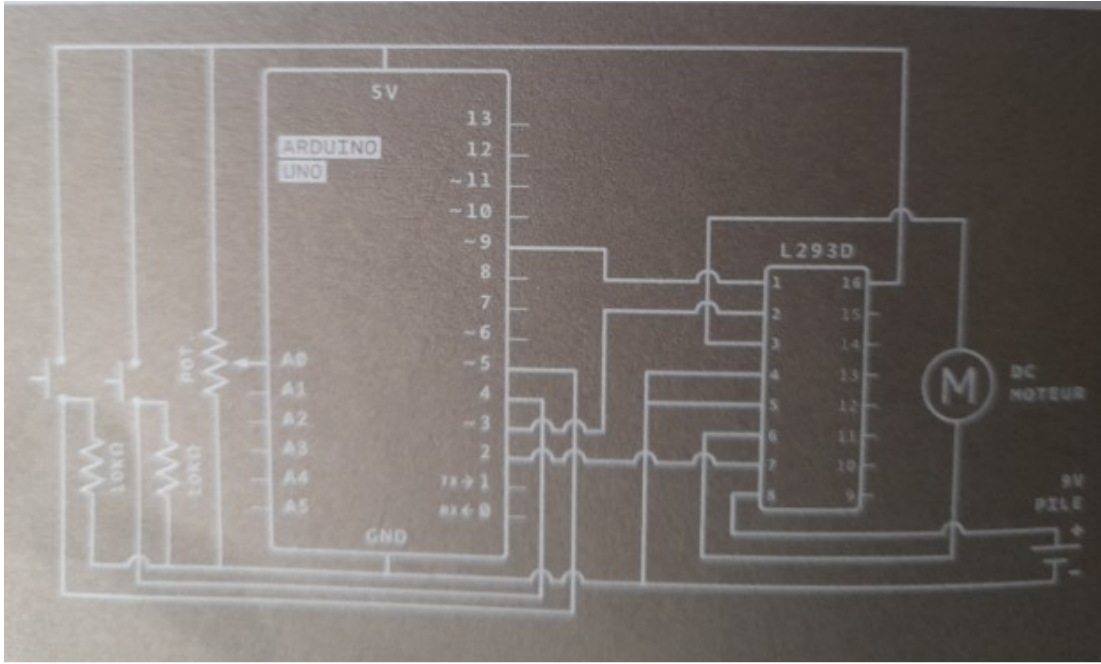 5V
ARDUINO
UNO
13
12
~11
~10
~9
8
7
~6
~5
4
~3
2
TX→1
RX←0
A0
A1
A2
A3
A4
A5
GND
POT.
10KΩ
10KΩ
L293D
1 16
2 15
3 14
4 13
5 12
6 11
7 10
8 9
M
DC
MOTEUR
9V
PILE
+
-